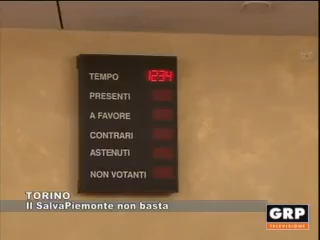 TEMPO 1234
PRESENTI
A FAVORE
CONTRARI
ASTENUTI
NON VOTANTI
TORINO
Il SalvaPiemonte non basta
GRP
TELEVISIONE